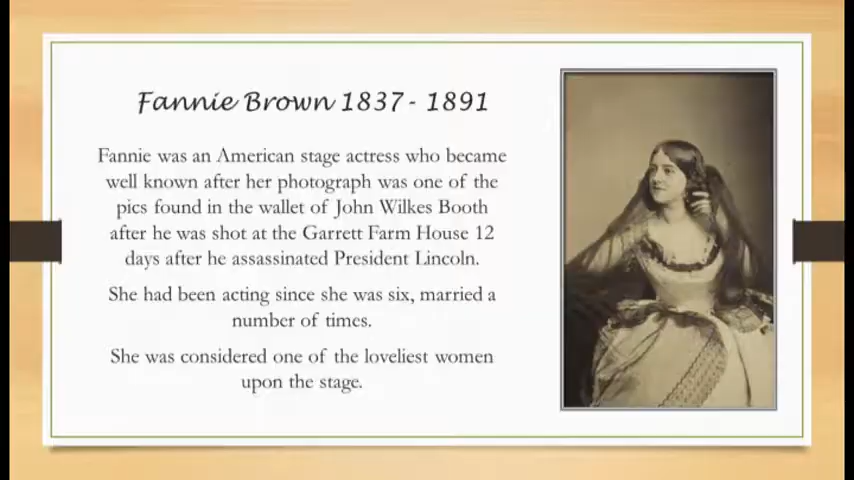 Fannie Brown 1837- 1891
Fannie was an American stage actress who became
well known after her photograph was one of the
pics found in the wallet of John Wilkes Booth
after he was shot at the Garrett Farm House 12
days after he assassinated President Lincoln.
She had been acting since she was six, married a
number of times.
She was considered one of the loveliest women
upon the stage.